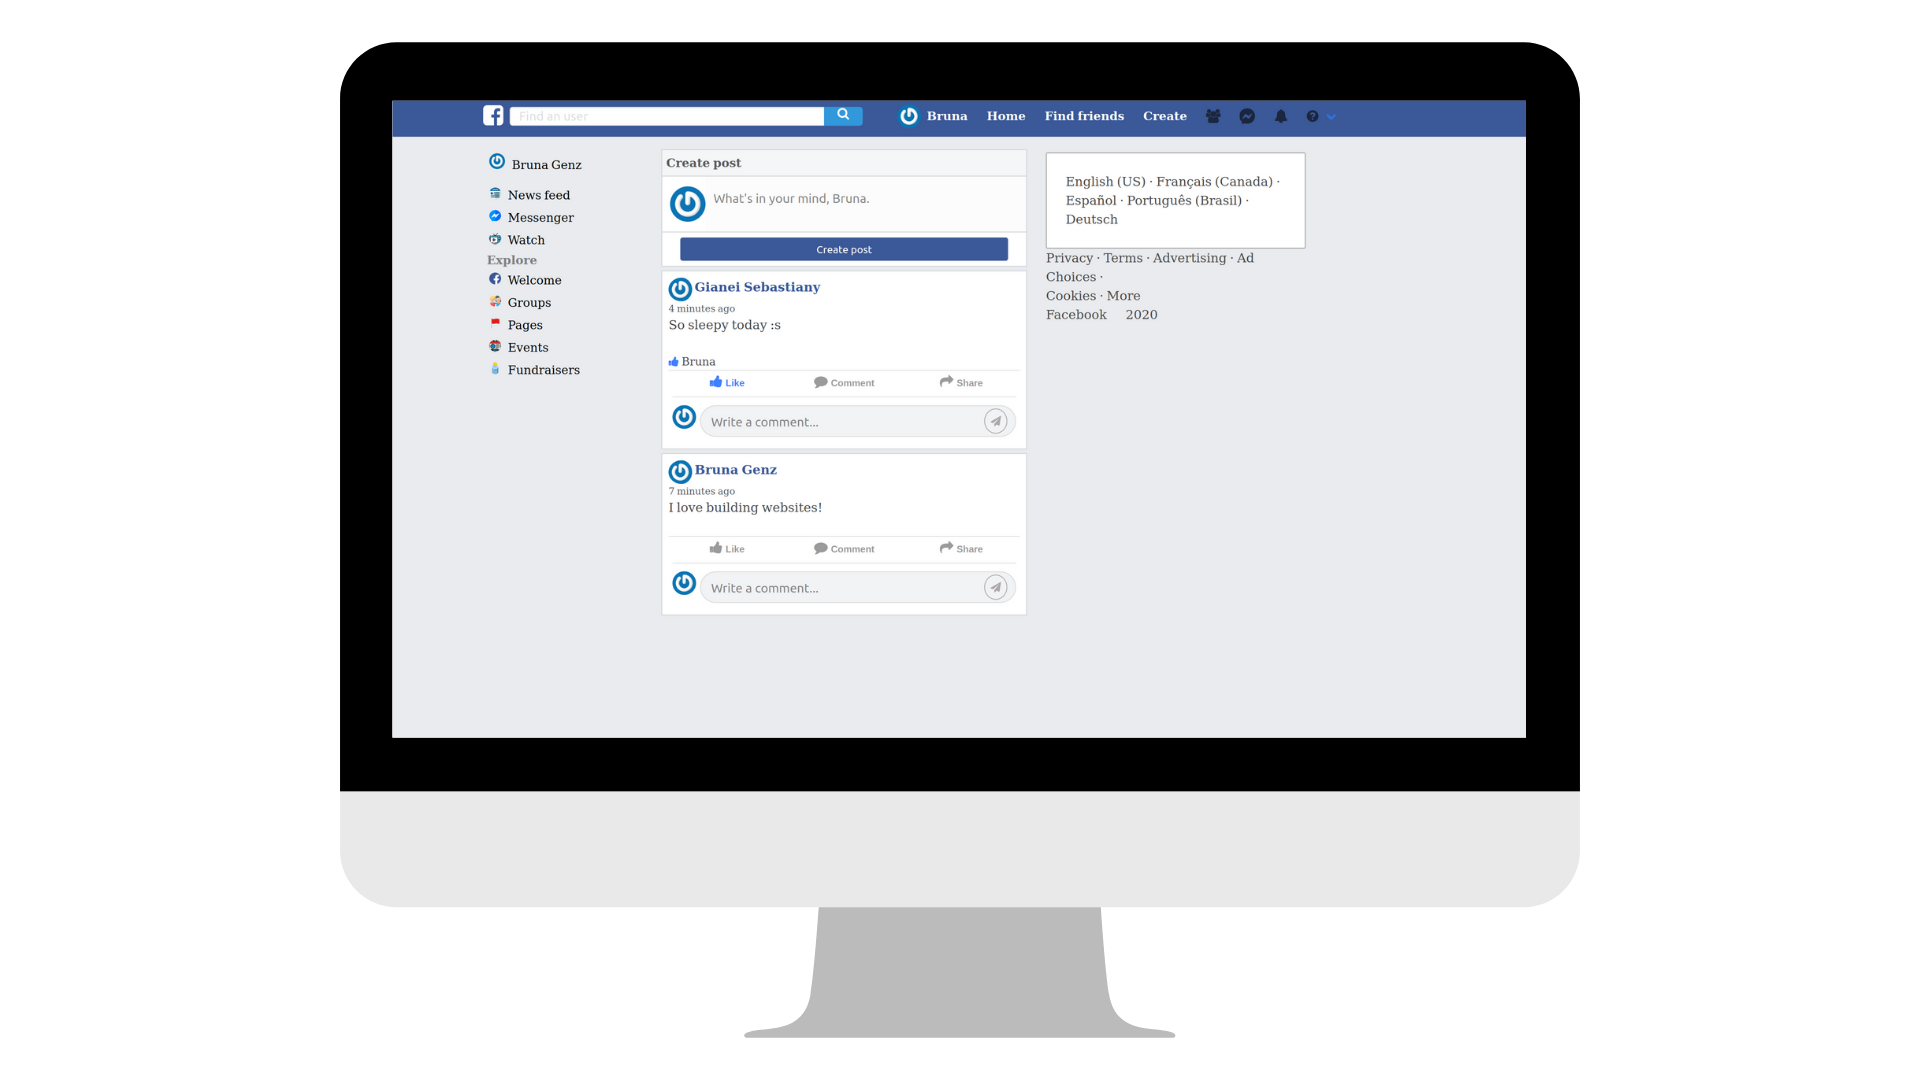 Find an user
Bruna Home Find friends Create
Bruna Genz
News feed
Messenger
Watch
Explore
Welcome
Groups
Pages
Events
Fundraisers
Create post
What's in your mind, Bruna.
Create post
Gianei Sebastiany
4 minutes ago
So sleepy today :s
Bruna
Like Comment Share
Write a comment...
Bruna Genz
7 minutes ago
I love building websites!
Like Comment Share
Write a comment...
English (US) · Français (Canada) ·
Español · Português (Brasil) ·
Deutsch
Privacy · Terms · Advertising · Ad
Choices ·
Cookies · More
Facebook 2020